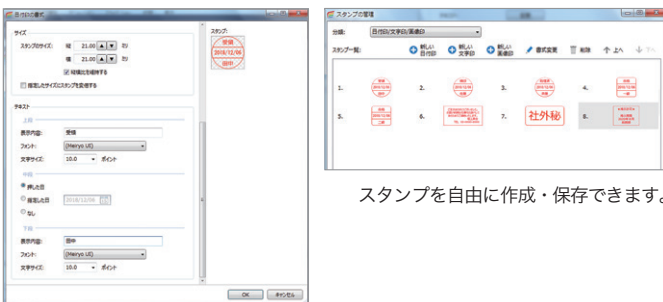 日付印の書式
サイズ
スタンプのサイズ: 縦 21.00 ミリ
横 21.00 ミリ
縦横比を維持する
指定したサイズにスタンプを変倍する
テキスト
上段
表示内容: 受領
フォント: (Meiryo UI)
文字サイズ: 10.0 ポイント
中段
押した日
指定した日 2018/12/06
なし
下段
表示内容: 田中
フォント: (Meiryo UI)
文字サイズ: 10.0 ポイント
スタンプ:
受領
2018/12/06
田中
OK キャンセル
スタンプの管理
分類: 日付印/文字印/画像印
スタンプ一覧: 新しい日付印 新しい文字印 新しい画像印 書式変更 削除 上へ 下へ
1. 2. 3. 4.
5. 6. 7. 社外秘 8.
スタンプを自由に作成・保存できます。